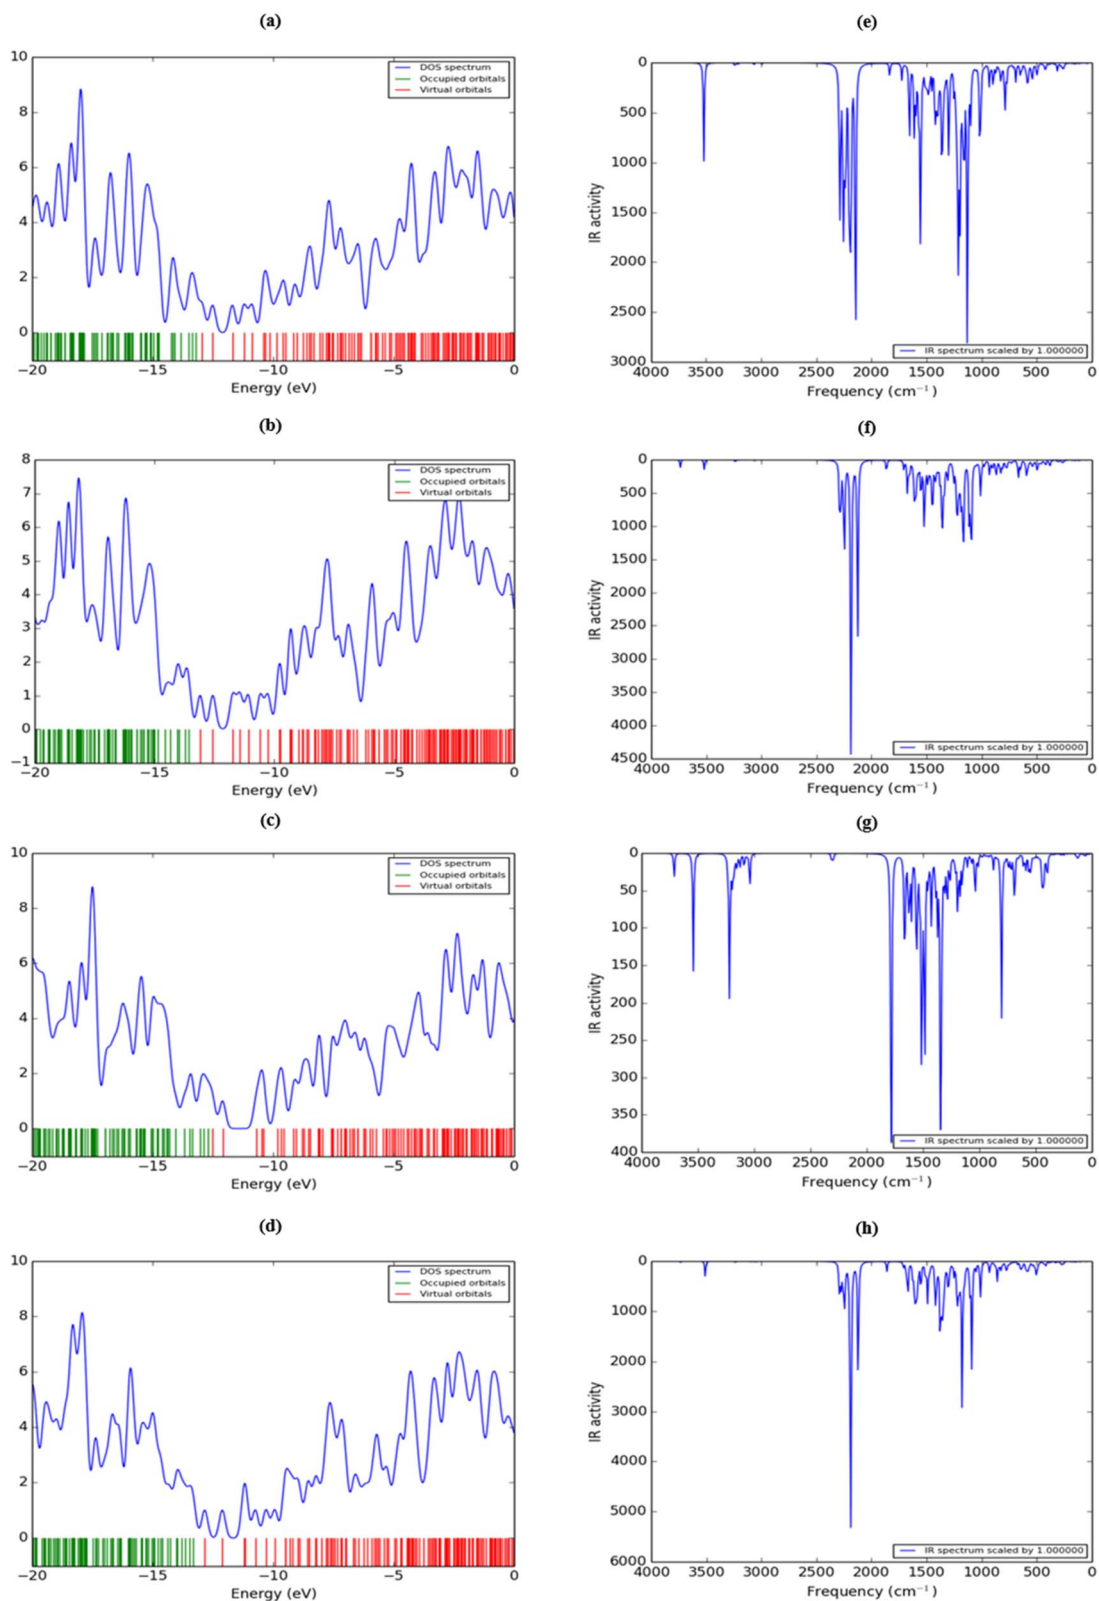 (a)
10
8
6
4
2
0
DOS spectrum
Occupied orbitals
Virtual orbitals
−20 −15 −10 −5 0
Energy (eV)
(e)
0
500
1000
1500
2000
2500
3000
IR activity
IR spectrum scaled by 1.000000
4000 3500 3000 2500 2000 1500 1000 500 0
Frequency (cm⁻¹ )
(b)
8
7
6
5
4
3
2
1
0
−1
DOS spectrum
Occupied orbitals
Virtual orbitals
−20 −15 −10 −5 0
Energy (eV)
(f)
0
500
1000
1500
2000
2500
3000
3500
4000
4500
IR activity
IR spectrum scaled by 1.000000
4000 3500 3000 2500 2000 1500 1000 500 0
Frequency (cm⁻¹ )
(c)
10
8
6
4
2
0
DOS spectrum
Occupied orbitals
Virtual orbitals
−20 −15 −10 −5 0
Energy (eV)
(g)
0
50
100
150
200
250
300
350
400
IR activity
IR spectrum scaled by 1.000000
4000 3500 3000 2500 2000 1500 1000 500 0
Frequency (cm⁻¹ )
(d)
10
8
6
4
2
0
DOS spectrum
Occupied orbitals
Virtual orbitals
−20 −15 −10 −5 0
Energy (eV)
(h)
0
1000
2000
3000
4000
5000
6000
IR activity
IR spectrum scaled by 1.000000
4000 3500 3000 2500 2000 1500 1000 500 0
Frequency (cm⁻¹ )